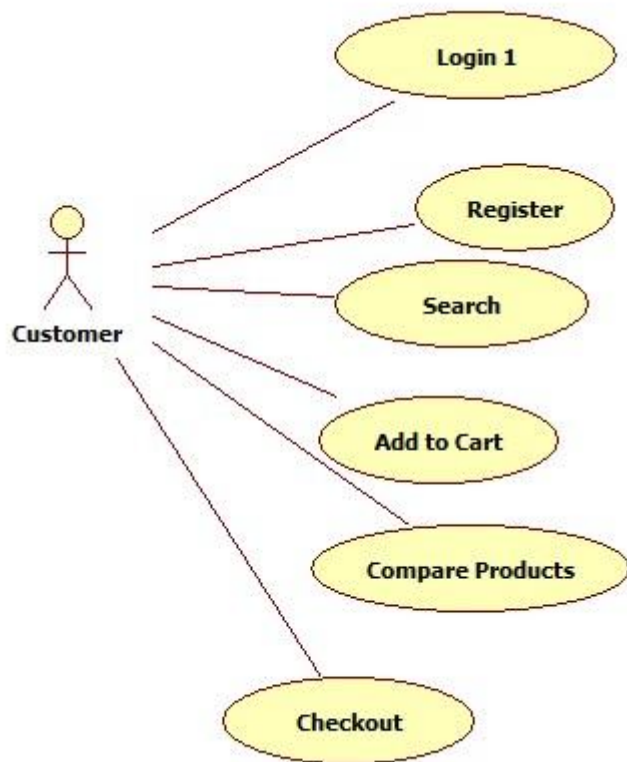 Login 1
Register
Search
Customer
Add to Cart
Compare Products
Checkout